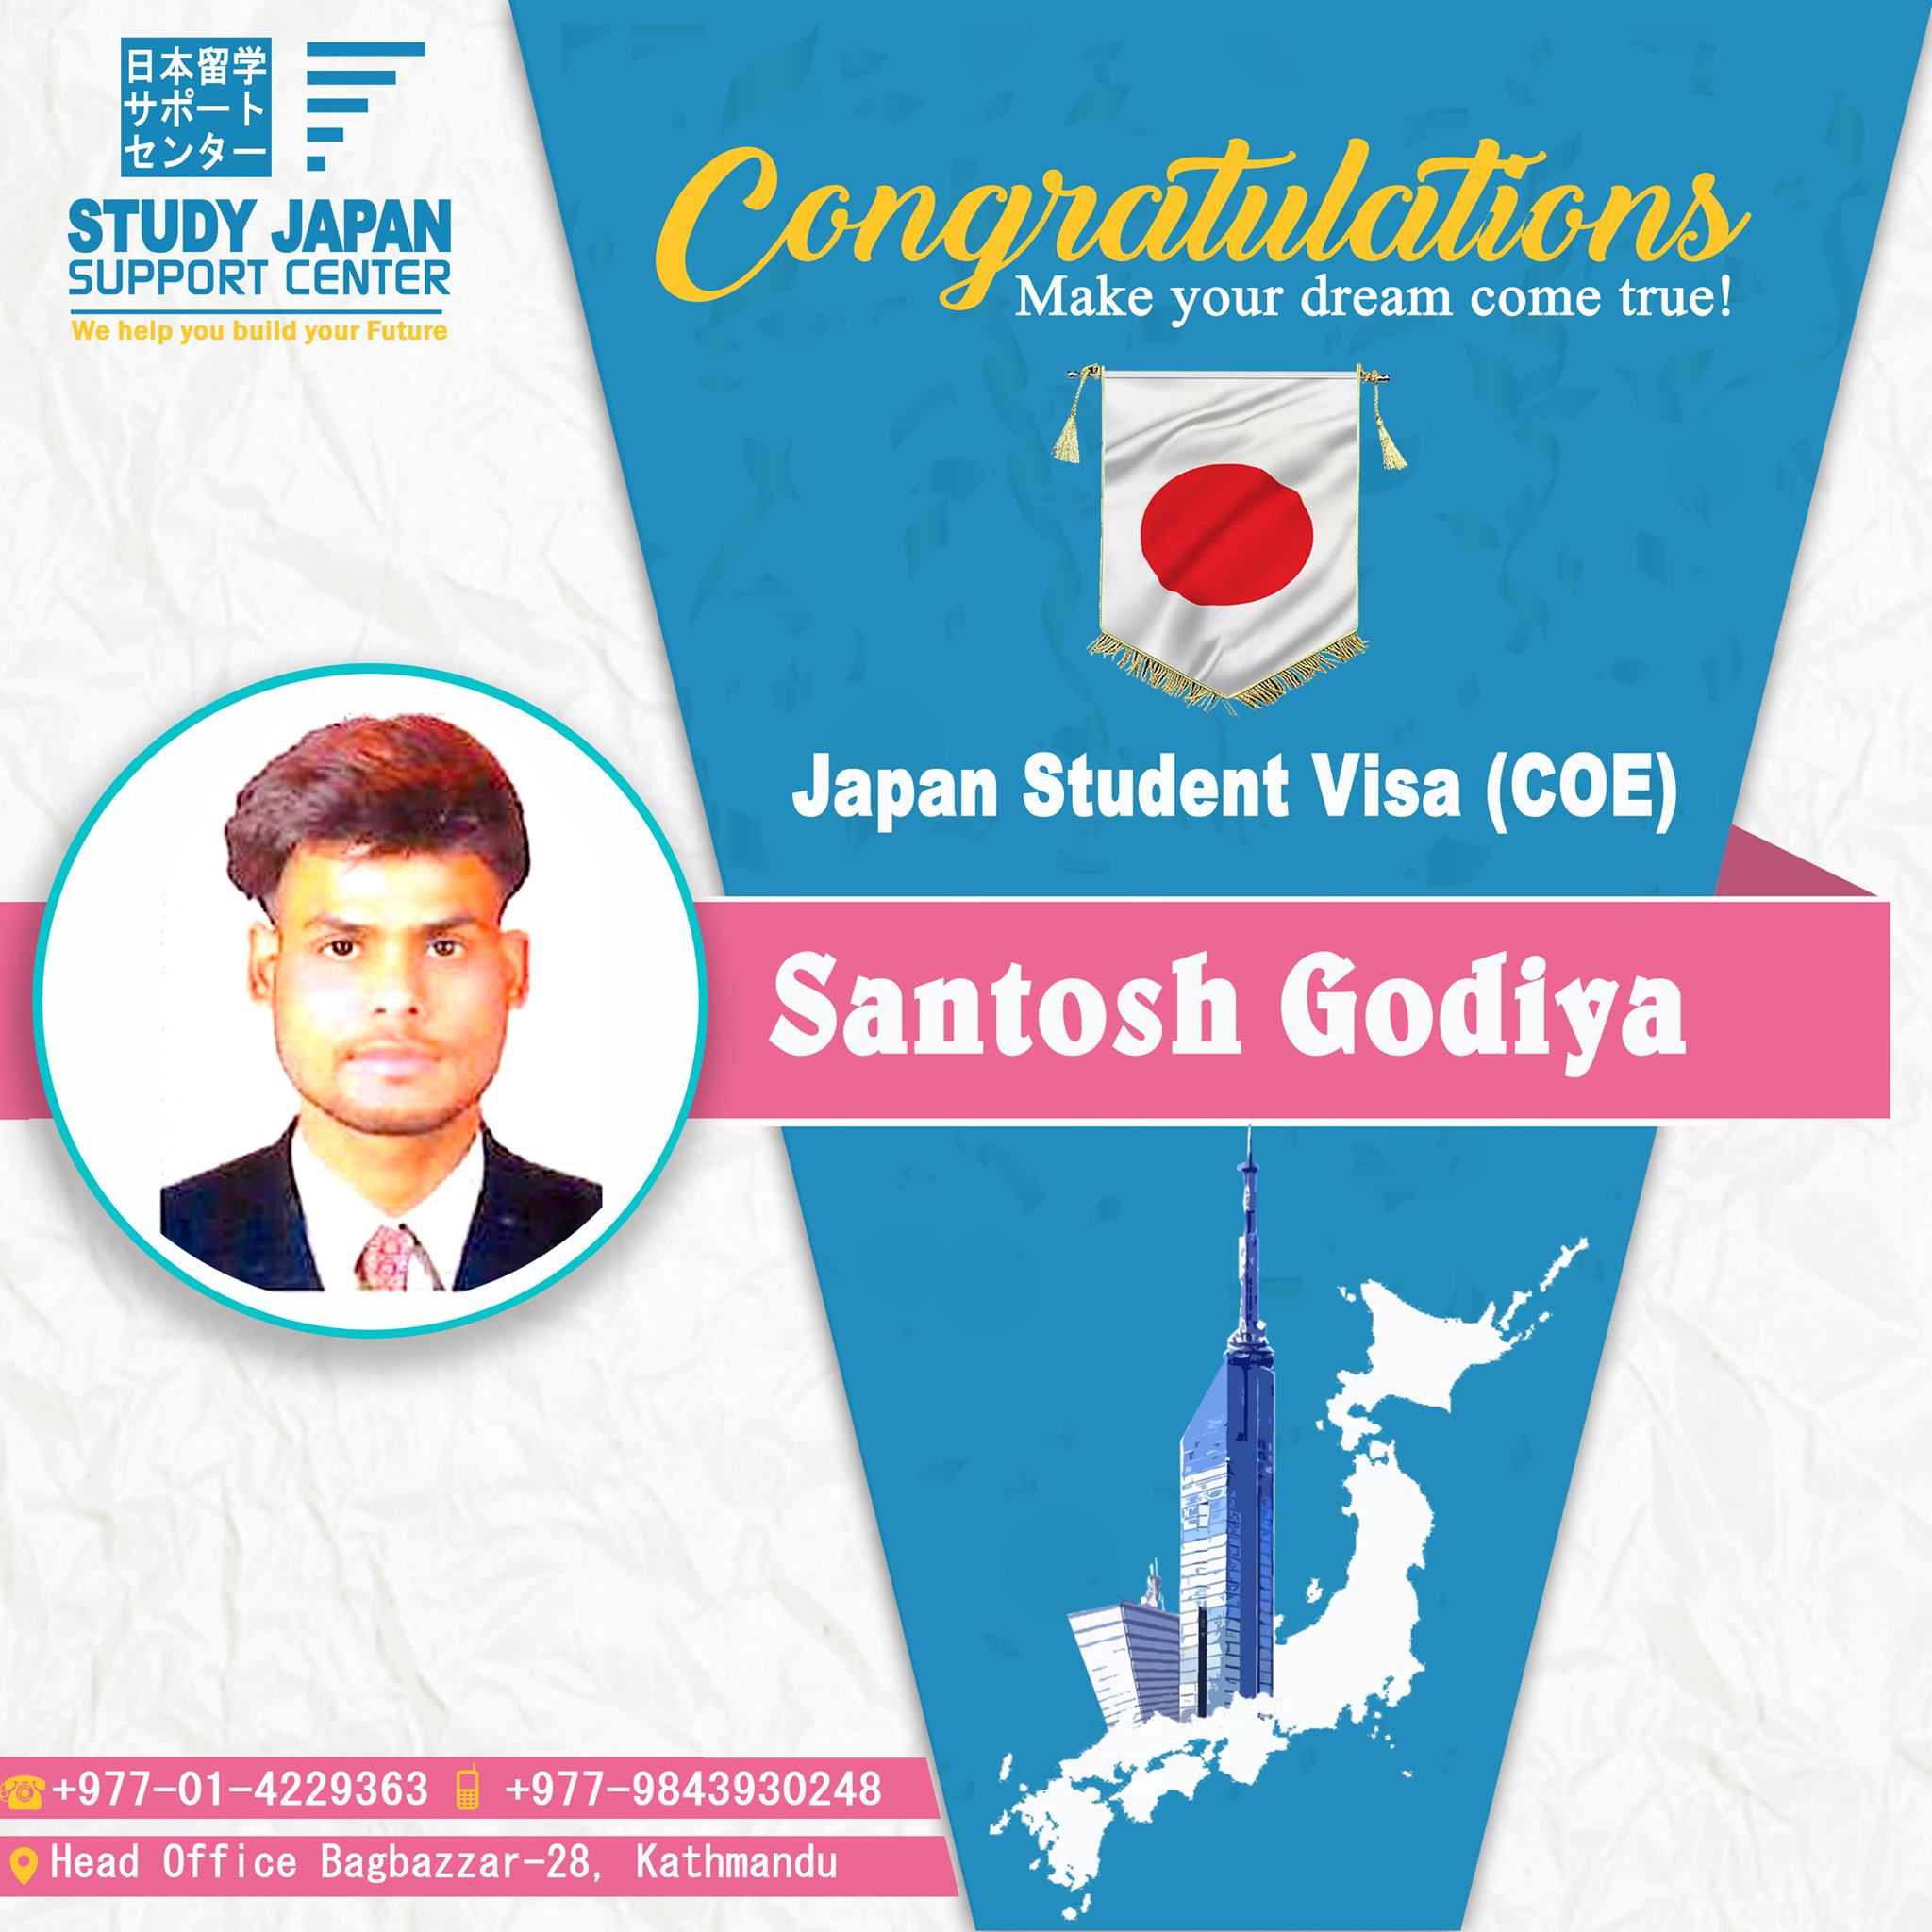 日本留学
サポート
センター
STUDY JAPAN
SUPPORT CENTER
We help you build your Future
Congratulations
Make your dream come true!
Japan Student Visa (COE)
Santosh Godiya
+977-01-4229363 +977-9843930248
Head Office Bagbazzar-28, Kathmandu